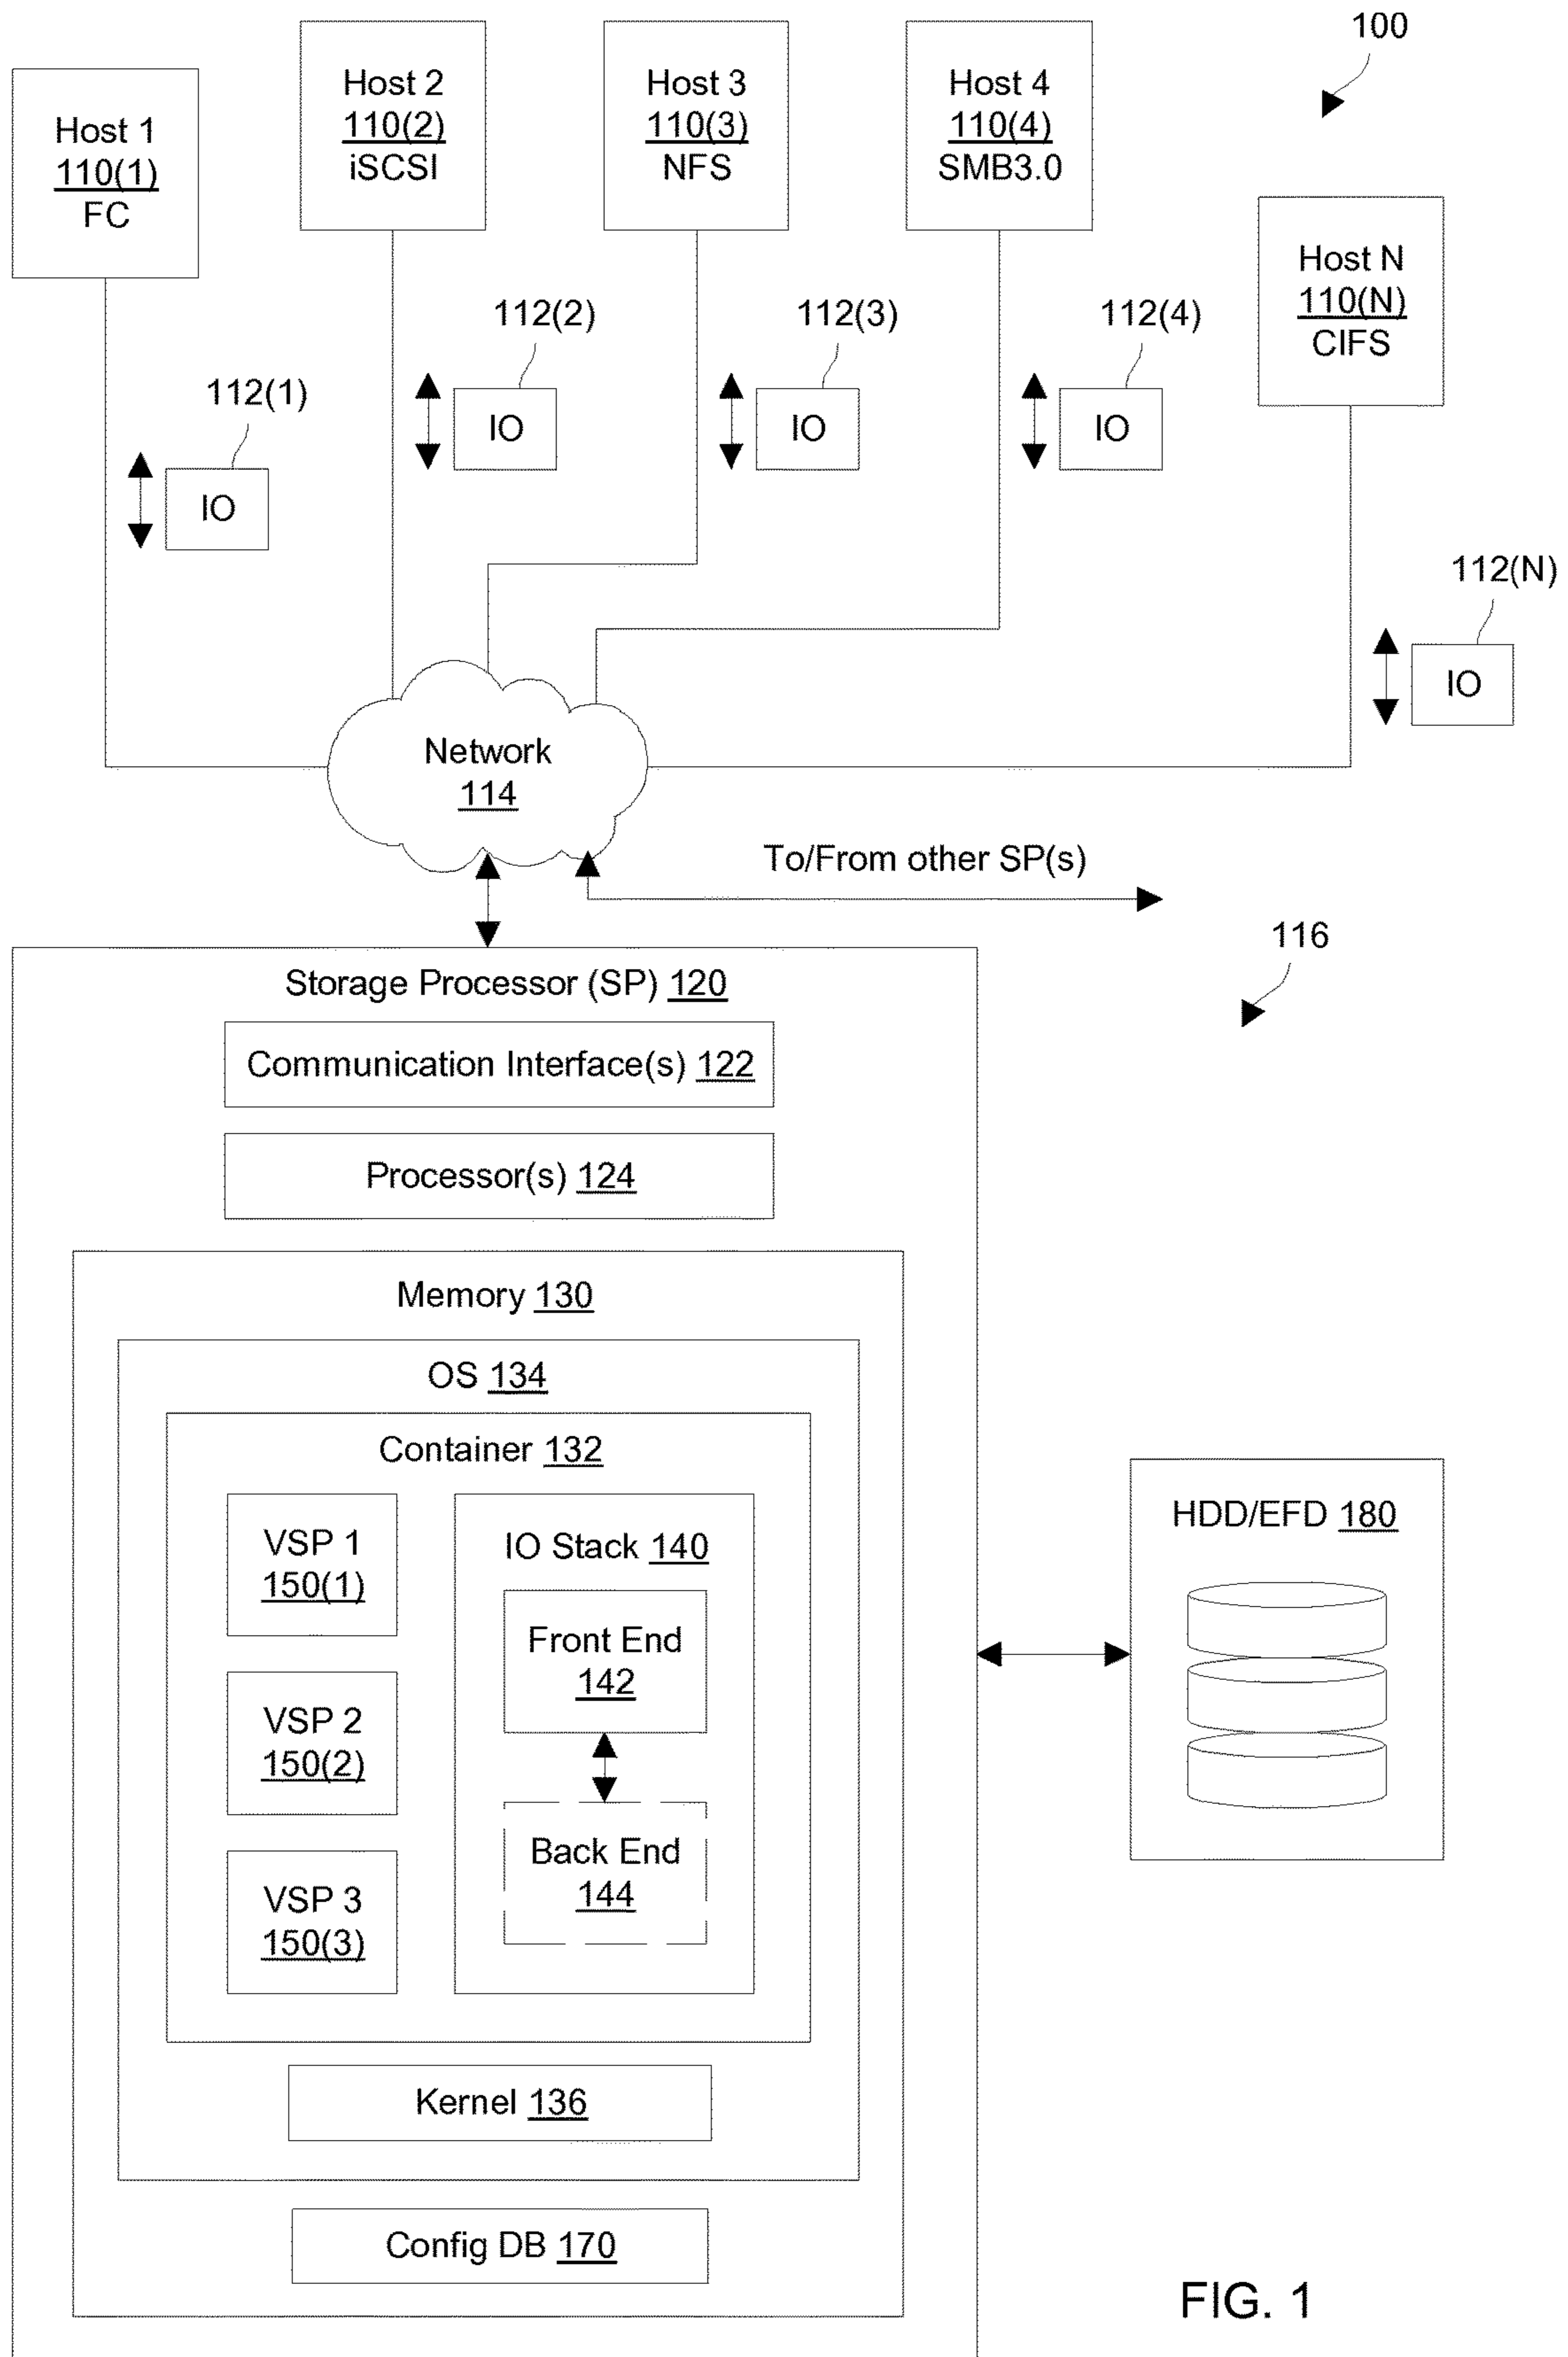 100
Host 1
110(1)
FC
Host 2
110(2)
iSCSI
Host 3
110(3)
NFS
Host 4
110(4)
SMB3.0
Host N
110(N)
CIFS
112(1)
IO
112(2)
IO
112(3)
IO
112(4)
IO
112(N)
IO
Network
114
To/From other SP(s)
116
Storage Processor (SP) 120
Communication Interface(s) 122
Processor(s) 124
Memory 130
OS 134
Container 132
VSP 1
150(1)
VSP 2
150(2)
VSP 3
150(3)
IO Stack 140
Front End
142
Back End
144
Kernel 136
Config DB 170
HDD/EFD 180
FIG. 1